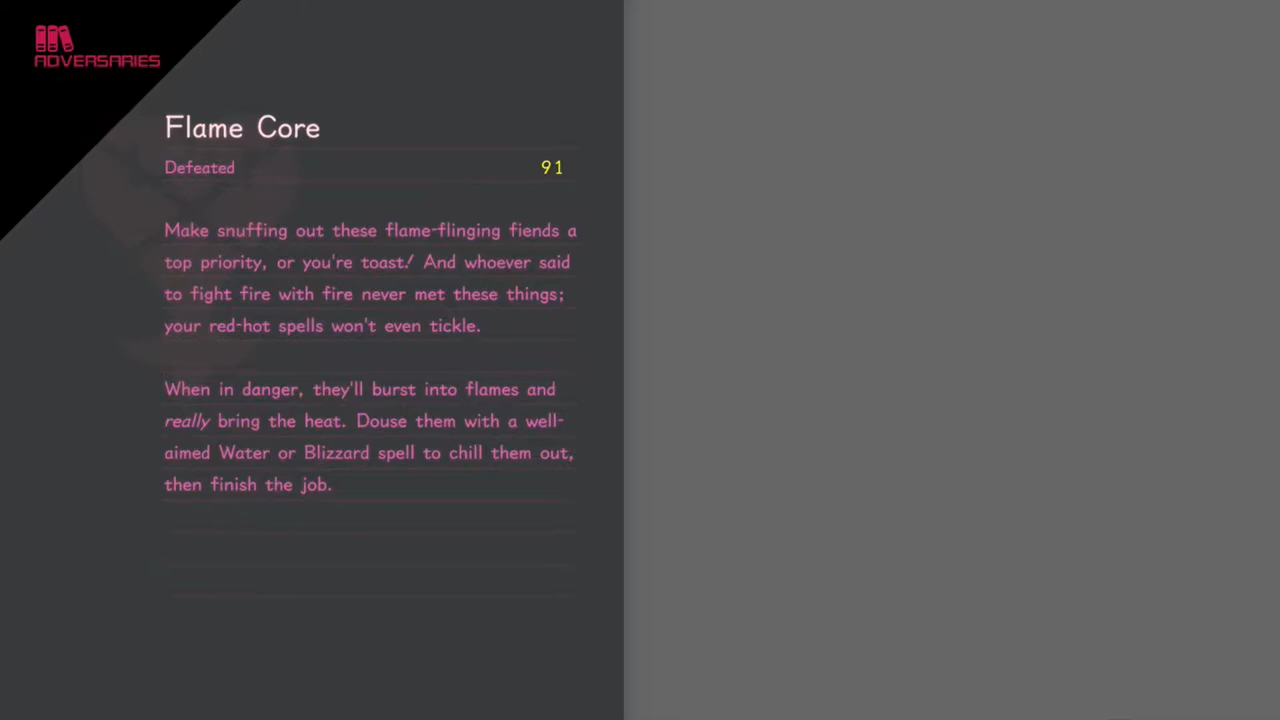 ADVERSARIES
Flame Core
Defeated 91
Make snuffing out these flame-flinging fiends a
top priority, or you're toast! And whoever said
to fight fire with fire never met these things;
your red-hot spells won't even tickle.
When in danger, they'll burst into flames and
really bring the heat. Douse them with a well-
aimed Water or Blizzard spell to chill them out,
then finish the job.